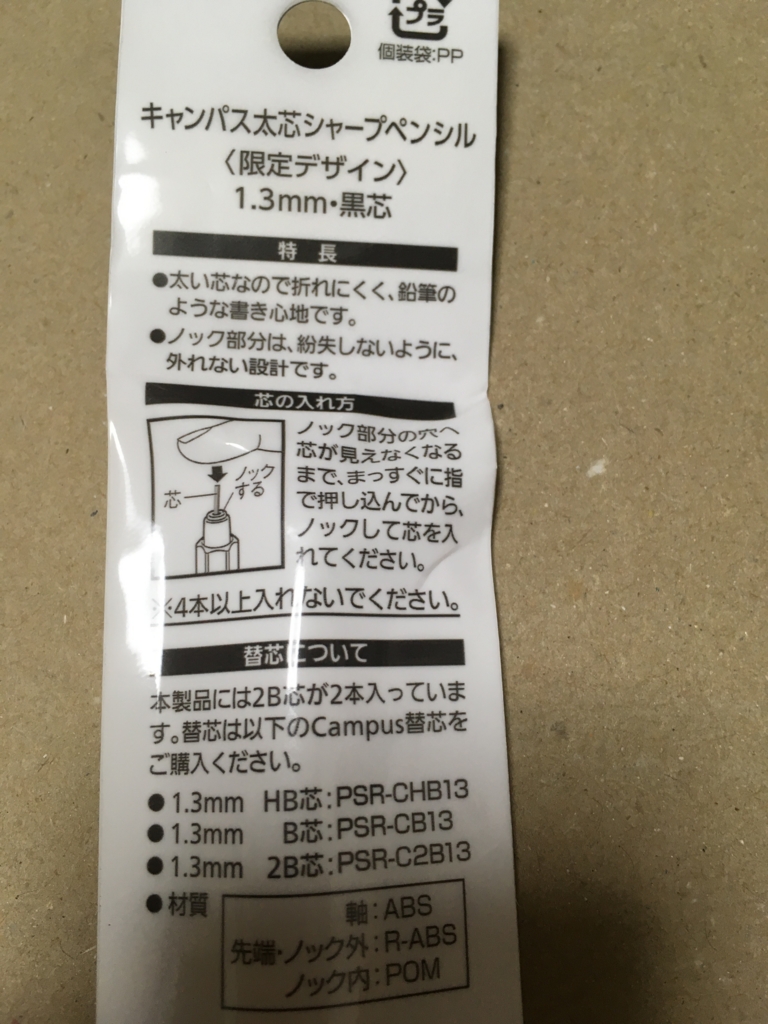 プラ
個装袋:PP
キャンパス太芯シャープペンシル
〈限定デザイン〉
1.3mm・黒芯
特 長
●太い芯なので折れにくく、鉛筆の
ような書き心地です。
●ノック部分は、紛失しないように、
外れない設計です。
芯の入れ方
芯
ノック
する
ノック部分の穴へ
芯が見えなくなる
まで、まっすぐに指
で押し込んでから、
ノックして芯を入
れてください。
※4本以上入れないでください。
替芯について
本製品には2B芯が2本入っていま
す。替芯は以下のCampus替芯を
ご購入ください。
●1.3mm HB芯:PSR-CHB13
●1.3mm B芯:PSR-CB13
●1.3mm 2B芯:PSR-C2B13
●材質
軸:ABS
先端・ノック外:R-ABS
ノック内:POM